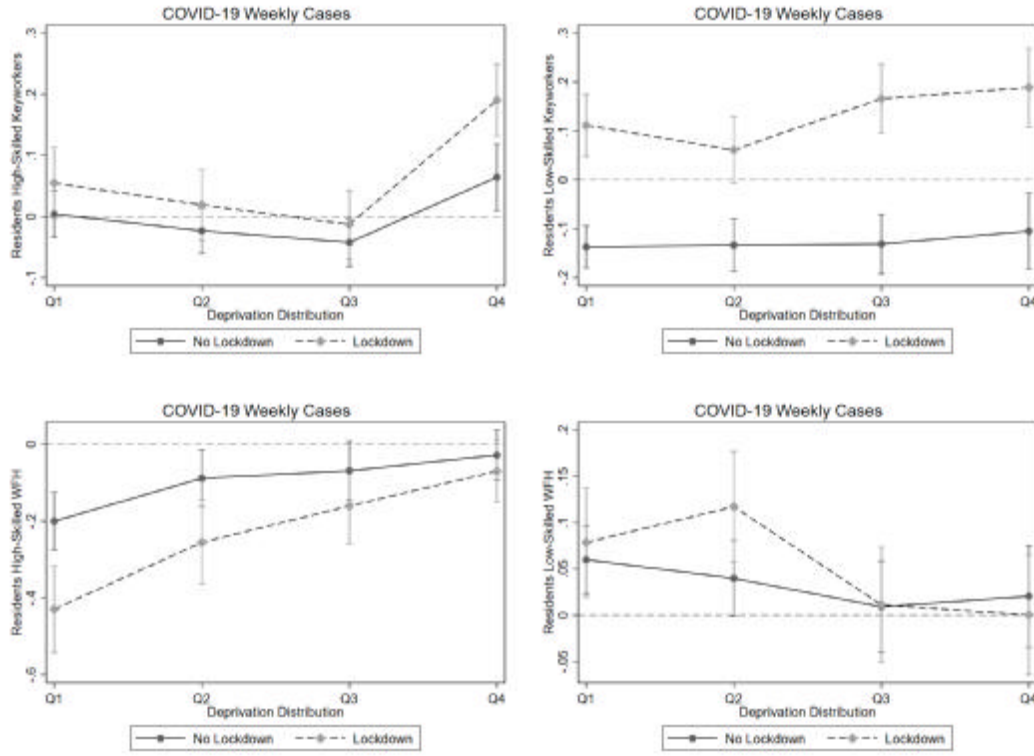 COVID-19 Weekly Cases
Residents High-Skilled Keyworkers
.3
.2
.1
0
-.1
Q1 Q2 Q3 Q4
Deprivation Distribution
No Lockdown Lockdown
COVID-19 Weekly Cases
Residents Low-Skilled Keyworkers
.3
.2
.1
0
-.1
-.2
Q1 Q2 Q3 Q4
Deprivation Distribution
No Lockdown Lockdown
COVID-19 Weekly Cases
Residents High-Skilled WFH
0
-.2
-.4
-.6
Q1 Q2 Q3 Q4
Deprivation Distribution
No Lockdown Lockdown
COVID-19 Weekly Cases
Residents Low-Skilled WFH
.2
.15
.1
.05
0
-.05
Q1 Q2 Q3 Q4
Deprivation Distribution
No Lockdown Lockdown